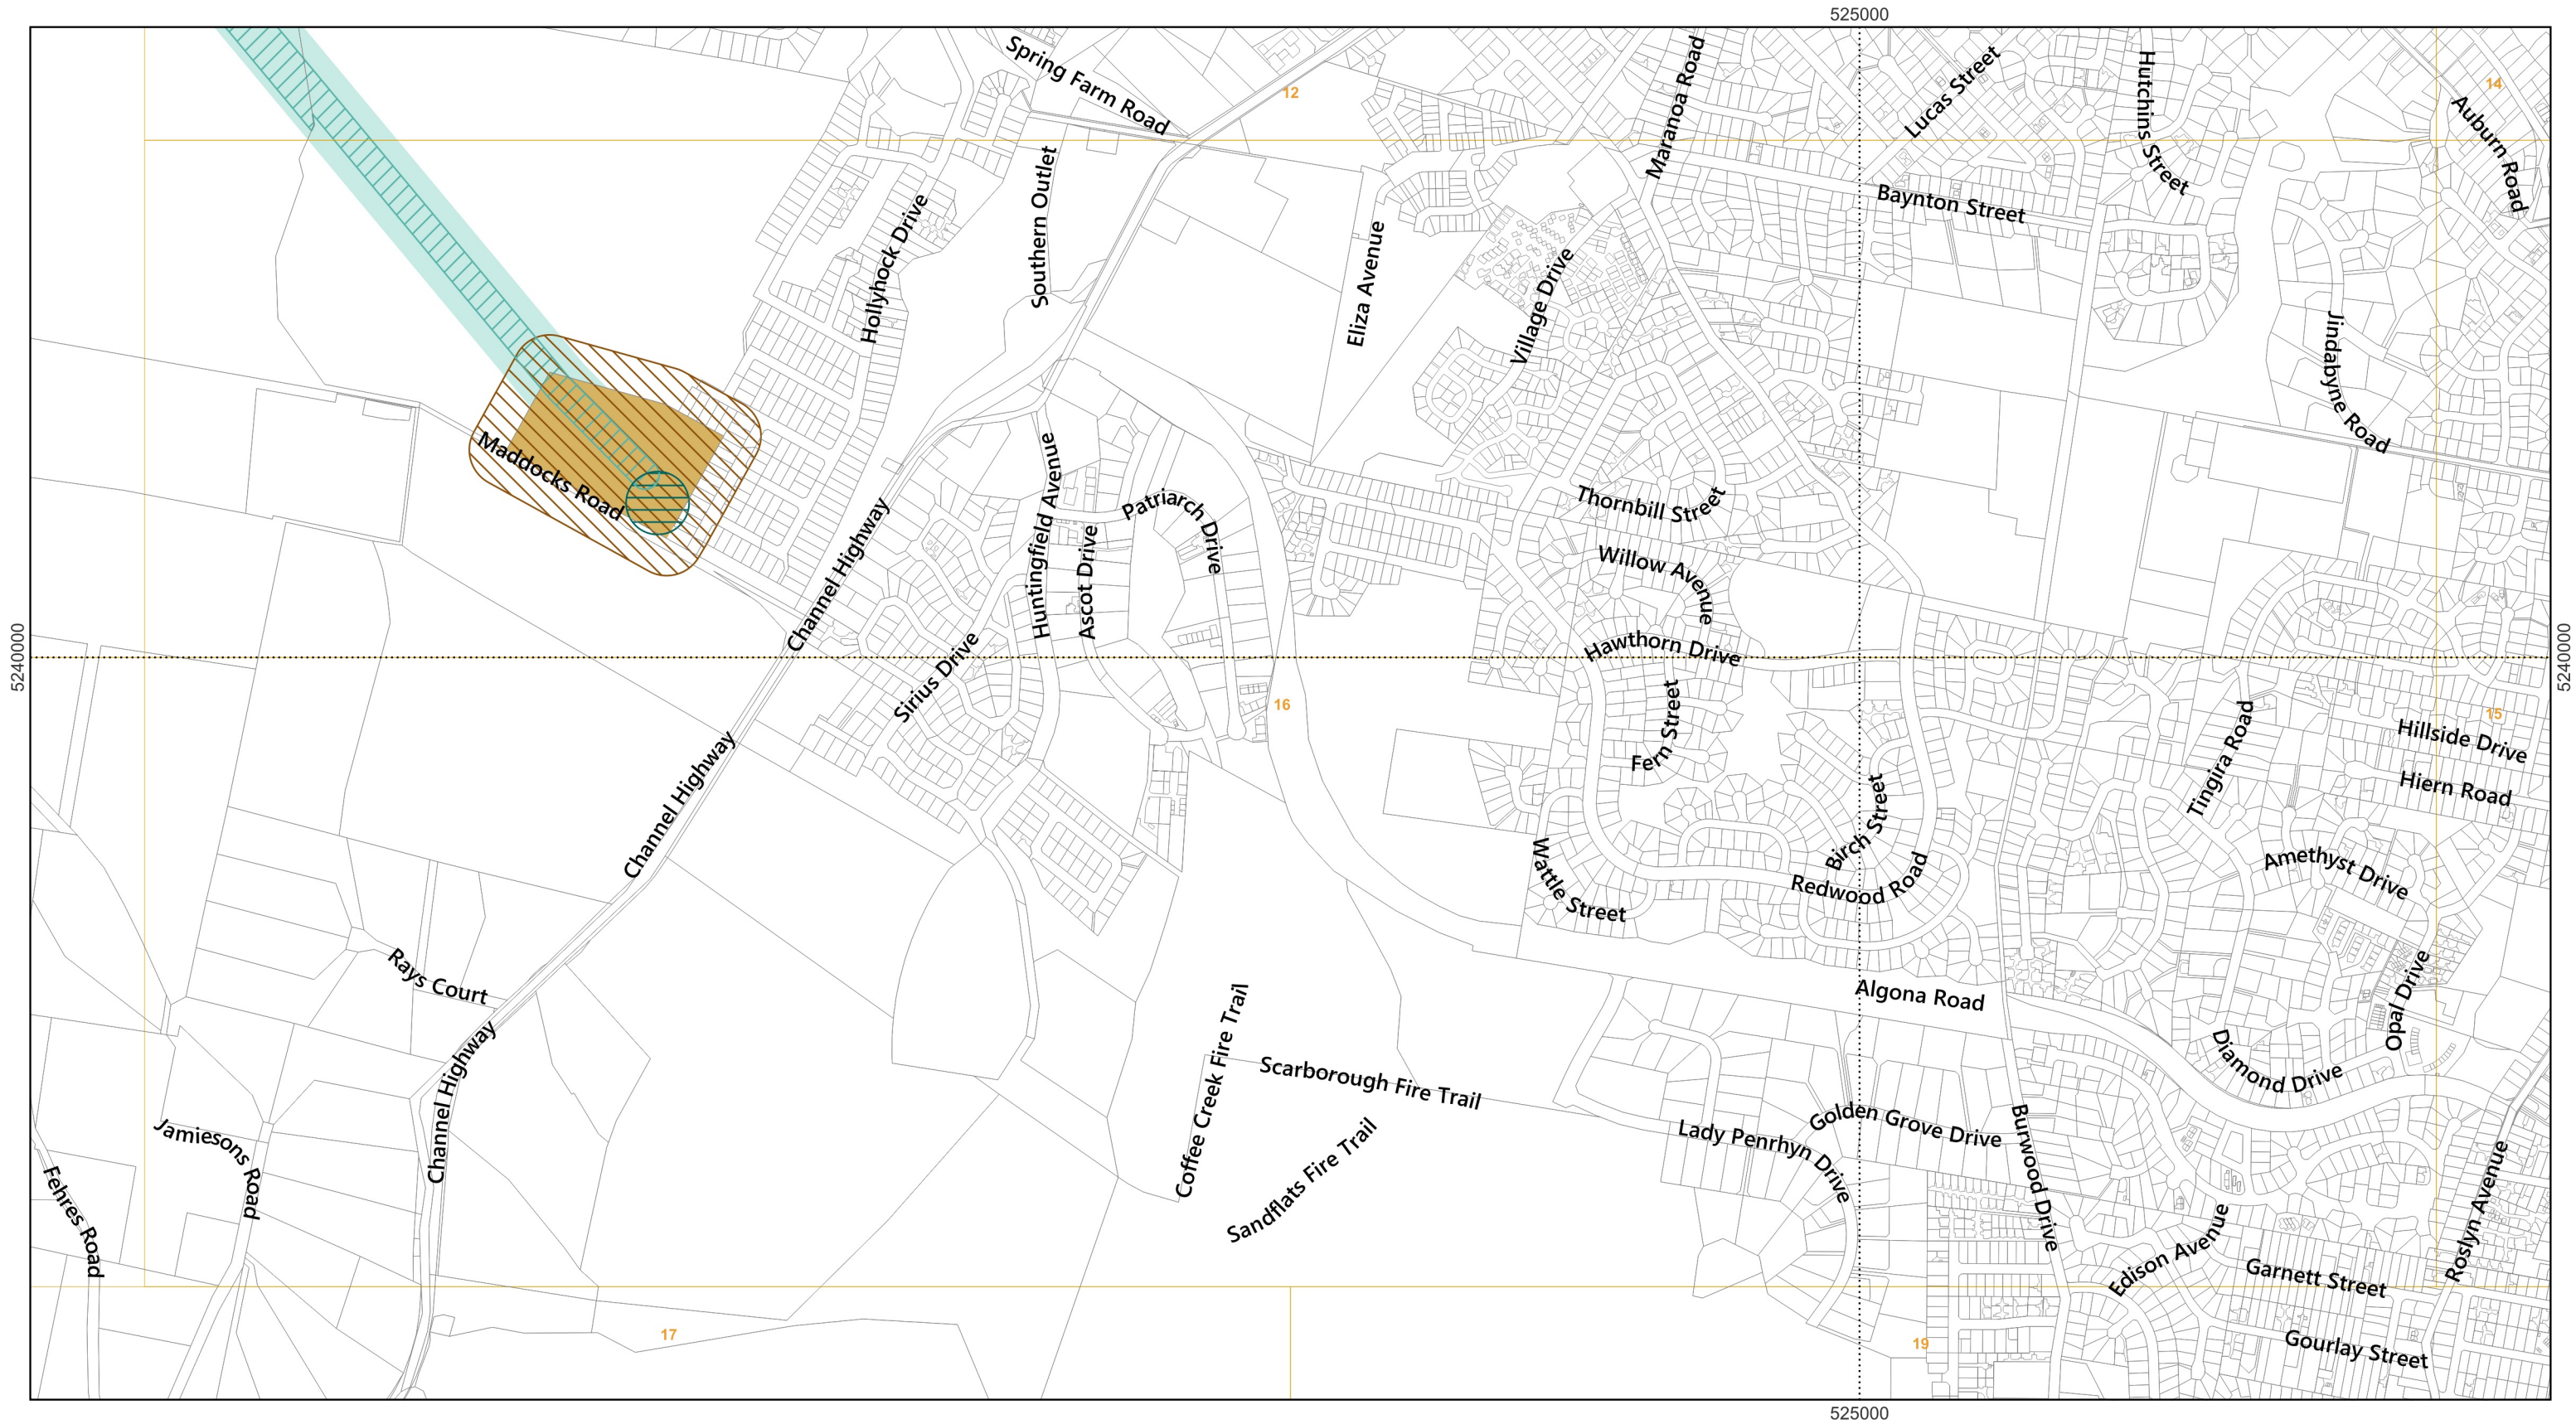 525000
Spring Farm Road
12
Maranoa Road
Lucas Street
Hutchins Street
14
Auburn Road
Southern Outlet
Hollyhock Drive
Baynton Street
Eliza Avenue
Village Drive
Jindabyne Road
Maddocks Road
Channel Highway
Huntingfield Avenue
Ascot Drive
Patriarch Drive
Thornbill Street
Willow Avenue
Hawthorn Drive
5240000
5240000
Sirius Drive
16
Fern Street
Tingira Road
15
Hillside Drive
Hiern Road
Channel Highway
Birch Street
Wattle Street
Redwood Road
Amethyst Drive
Rays Court
Algona Road
Opal Drive
Diamond Drive
Channel Highway
Coffee Creek Fire Trail
Scarborough Fire Trail
Sandflats Fire Trail
Lady Penrhyn Drive
Golden Grove Drive
Burwood Drive
Jamiesons Road
Fehres Road
Edison Avenue
Roslyn Avenue
Garnett Street
17
19
Gourlay Street
525000